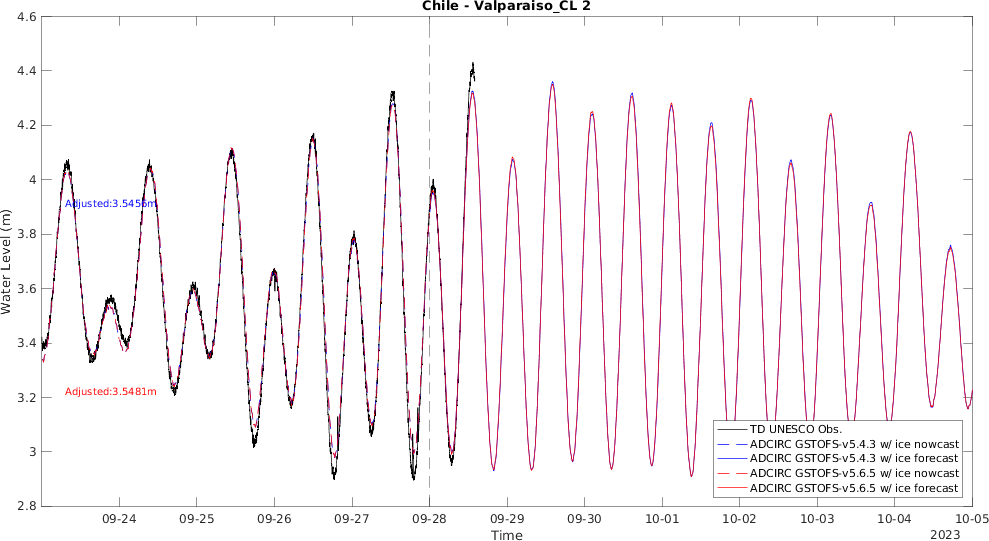 Chile - Valparaiso_CL 2
4.6
4.4
4.2
4
3.8
3.6
3.4
3.2
3
2.8
Water Level (m)
Adjusted:3.5456m
Adjusted:3.5481m
TD UNESCO Obs.
ADCIRC GSTOFS-v5.4.3 w/ ice nowcast
ADCIRC GSTOFS-v5.4.3 w/ ice forecast
ADCIRC GSTOFS-v5.6.5 w/ ice nowcast
ADCIRC GSTOFS-v5.6.5 w/ ice forecast
09-24 09-25 09-26 09-27 09-28 09-29 09-30 10-01 10-02 10-03 10-04 10-05
Time
2023